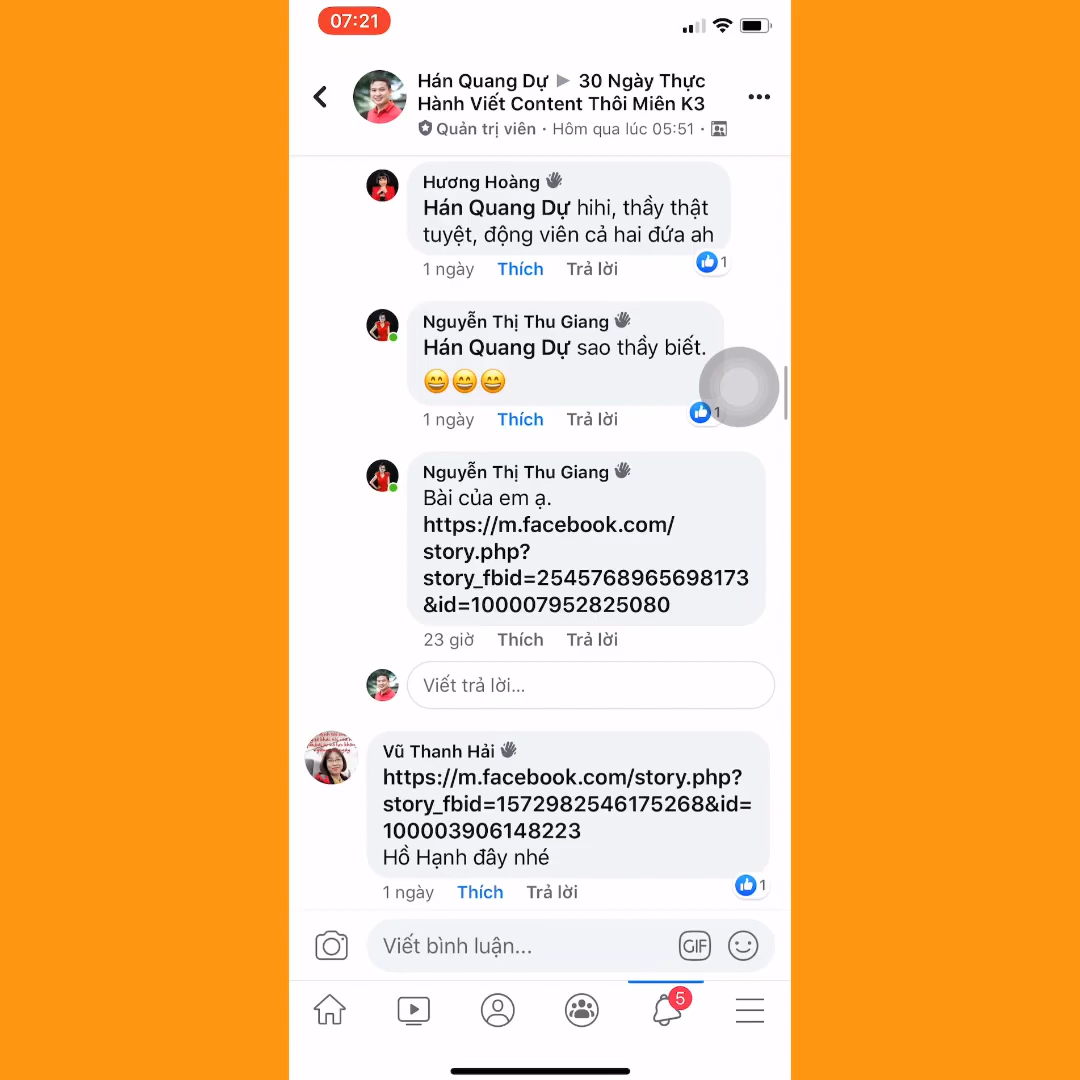 07:21
Hán Quang Dự ▶ 30 Ngày Thực
Hành Viết Content Thôi Miên K3
Quản trị viên · Hôm qua lúc 05:51 ·
Hương Hoàng
Hán Quang Dự hihi, thầy thật
tuyệt, động viên cả hai đứa ah
1 ngày Thích Trả lời 1
Nguyễn Thị Thu Giang
Hán Quang Dự sao thầy biết.
😄😄😄
1 ngày Thích Trả lời 1
Nguyễn Thị Thu Giang
Bài của em ạ.
https://m.facebook.com/
story.php?
story_fbid=2545768965698173
&id=100007952825080
23 giờ Thích Trả lời
Viết trả lời...
Vũ Thanh Hải
https://m.facebook.com/story.php?
story_fbid=1572982546175268&id=
100003906148223
Hồ Hạnh đây nhé
1 ngày Thích Trả lời 1
Viết bình luận... GIF
5